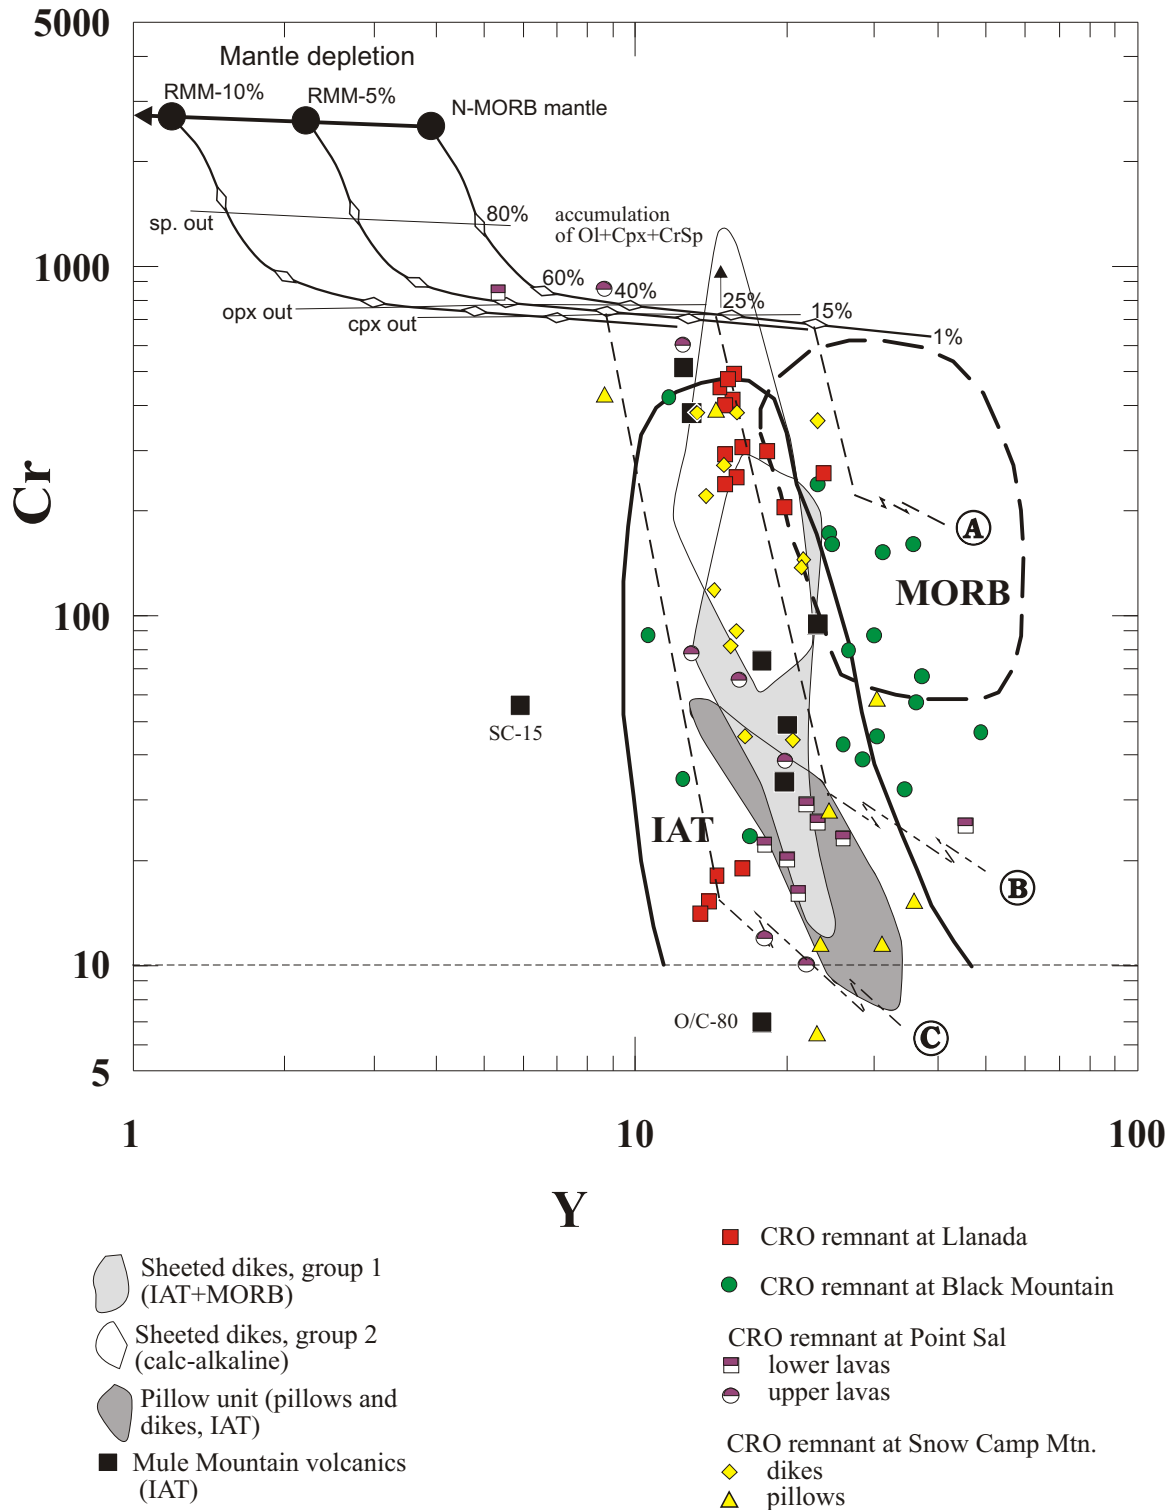 5000
Mantle depletion
RMM-10%
RMM-5%
N-MORB mantle
sp. out
80%
accumulation
of Ol+Cpx+CrSp
1000
60%
40%
25%
15%
1%
opx out
cpx out
Cr
A
MORB
100
SC-15
IAT
B
10
O/C-80
C
5
1
10
100
Y
Sheeted dikes, group 1
(IAT+MORB)
Sheeted dikes, group 2
(calc-alkaline)
Pillow unit (pillows and
dikes, IAT)
Mule Mountain volcanics
(IAT)
CRO remnant at Llanada
CRO remnant at Black Mountain
CRO remnant at Point Sal
lower lavas
upper lavas
CRO remnant at Snow Camp Mtn.
dikes
pillows